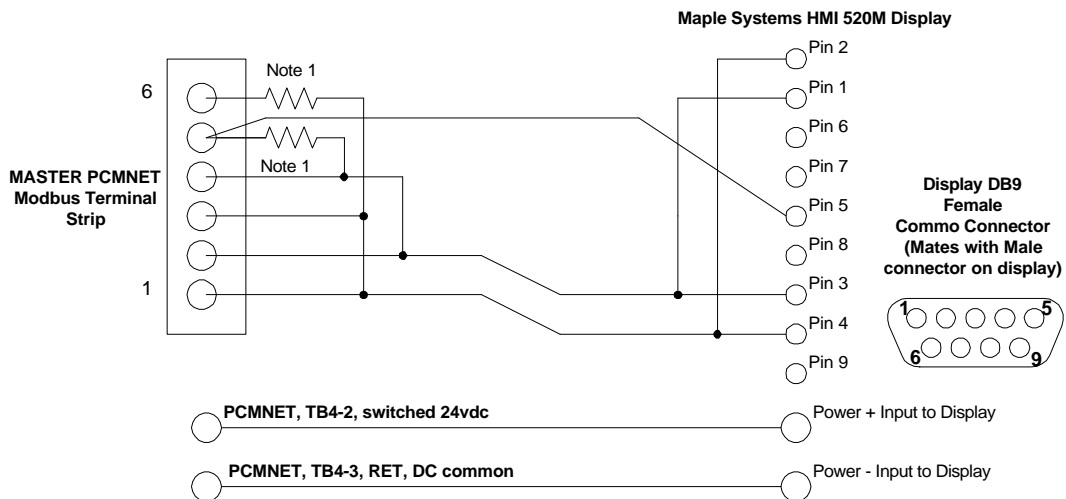 Maple Systems HMI 520M Display
Pin 2
Note 1
6
Pin 1
Pin 6
Note 1
Pin 7
MASTER PCMNET
Modbus Terminal
Strip
Display DB9
Female
Commo Connector
(Mates with Male
connector on display)
Pin 5
Pin 8
1
Pin 3
1
5
Pin 4
6
9
Pin 9
PCMNET, TB4-2, switched 24vdc
Power + Input to Display
PCMNET, TB4-3, RET, DC common
Power - Input to Display